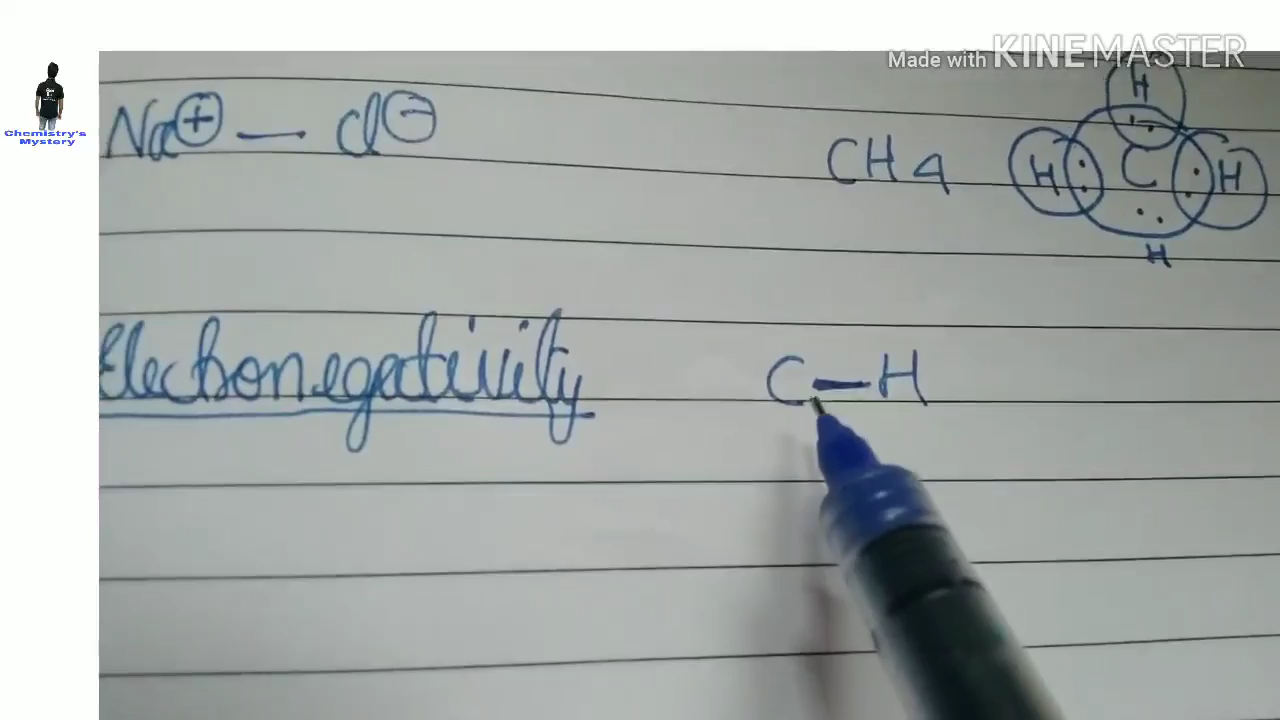 Made with KINEMASTER
Chemistry's
Mystery
Na + — Cl −
CH4
H
H C H
H
Electronegativity
C — H